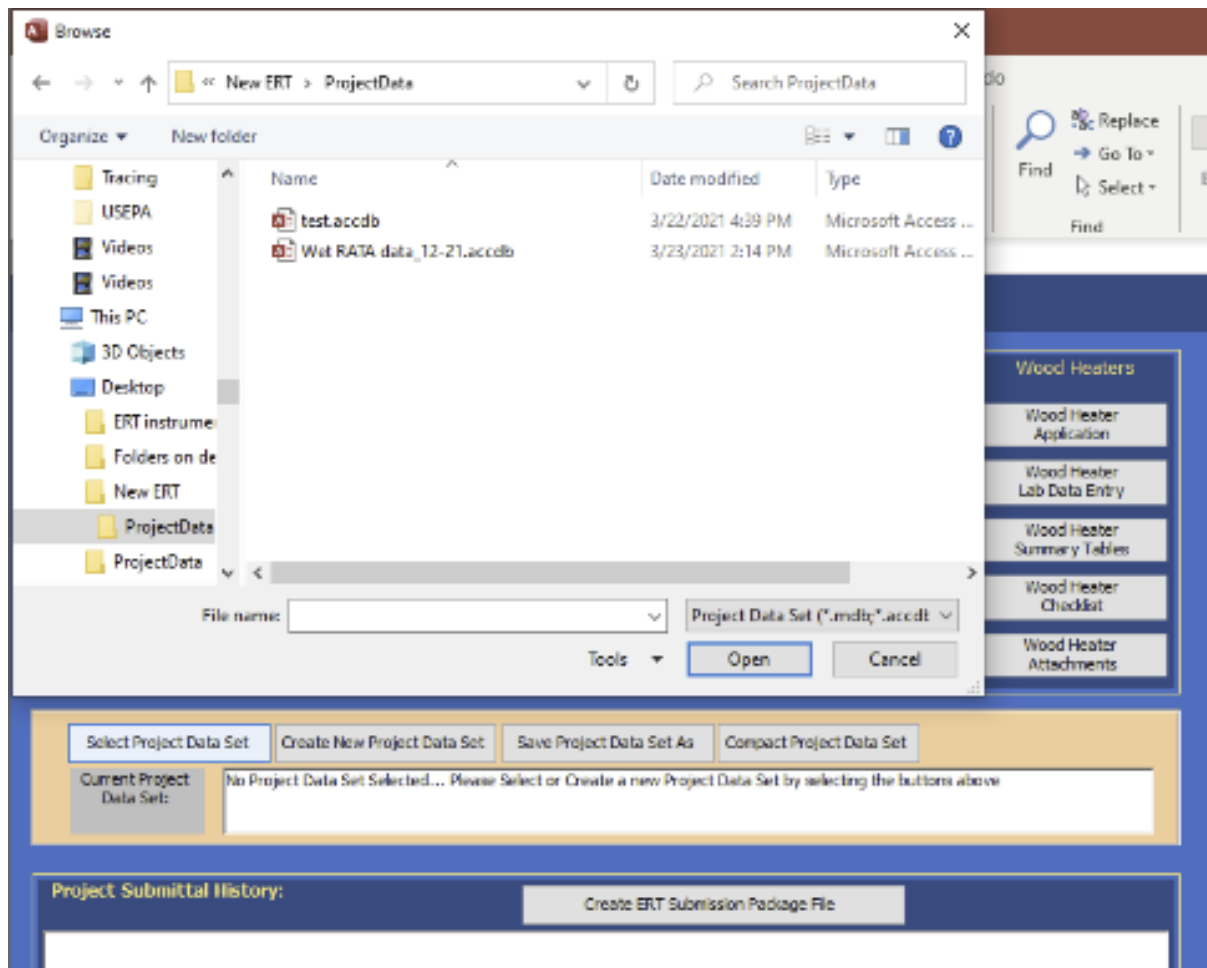 Browse
New ERT > ProjectData
Search ProjectData
Organize
New folder
Name
Date modified
Type
test.accdb
3/22/2021 4:39 PM
Microsoft Access ...
Wet RATA data_12-21.accdb
3/23/2021 2:14 PM
Microsoft Access ...
Tracing
USEPA
Videos
Videos
This PC
3D Objects
Desktop
ERT instrume
Folders on de
New ERT
ProjectData
ProjectData
File name:
Project Data Set (*.mdb;*.accdb
Tools
Open
Cancel
Replace
Go To
Select
Find
Find
Wood Heaters
Wood Heater
Application
Wood Heater
Lab Data Entry
Wood Heater
Summary Tables
Wood Heater
Checklist
Wood Heater
Attachments
Select Project Data Set
Create New Project Data Set
Save Project Data Set As
Compact Project Data Set
Current Project
Data Set:
No Project Data Set Selected... Please Select or Create a new Project Data Set by selecting the buttons above
Project Submittal History:
Create ERT Submission Package File